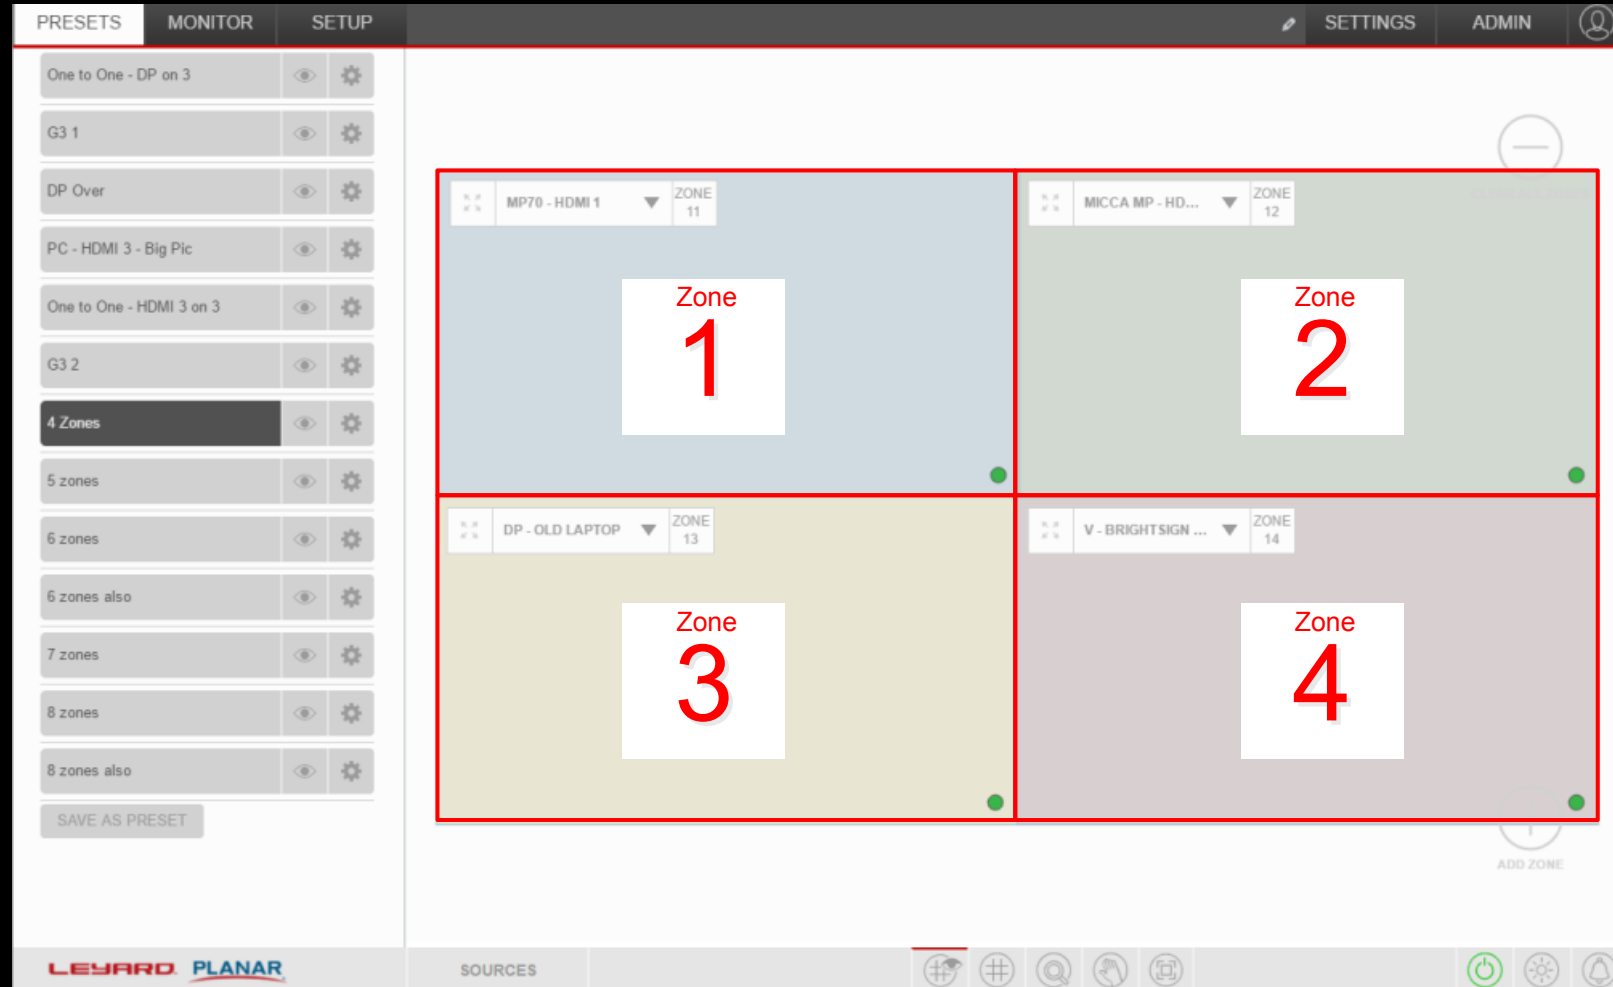 PRESETS MONITOR SETUP SETTINGS ADMIN
One to One - DP on 3
G3 1
DP Over
PC - HDMI 3 - Big Pic
One to One - HDMI 3 on 3
G3 2
4 Zones
5 zones
6 zones
6 zones also
7 zones
8 zones
8 zones also
SAVE AS PRESET
MP70 - HDMI 1
ZONE
11
Zone
1
MICCA MP - HD...
ZONE
12
Zone
2
DP - OLD LAPTOP
ZONE
13
Zone
3
V - BRIGHTSIGN ...
ZONE
14
Zone
4
ADD ZONE
LEYARD. PLANAR
SOURCES